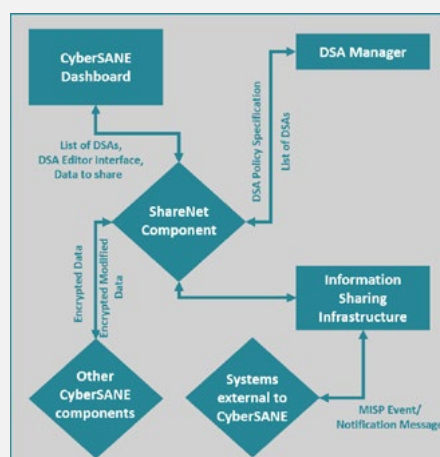 CyberSANE
Dashboard
DSA Manager
List of DSAs,
DSA Editor interface,
Data to share
DSA Policy Specification
List of DSAs
ShareNet
Component
Encrypted Data
Encrypted Modified
Data
Information
Sharing
Infrastructure
Other
CyberSANE
components
Systems
external to
CyberSANE
MISP Event/
Notification Message